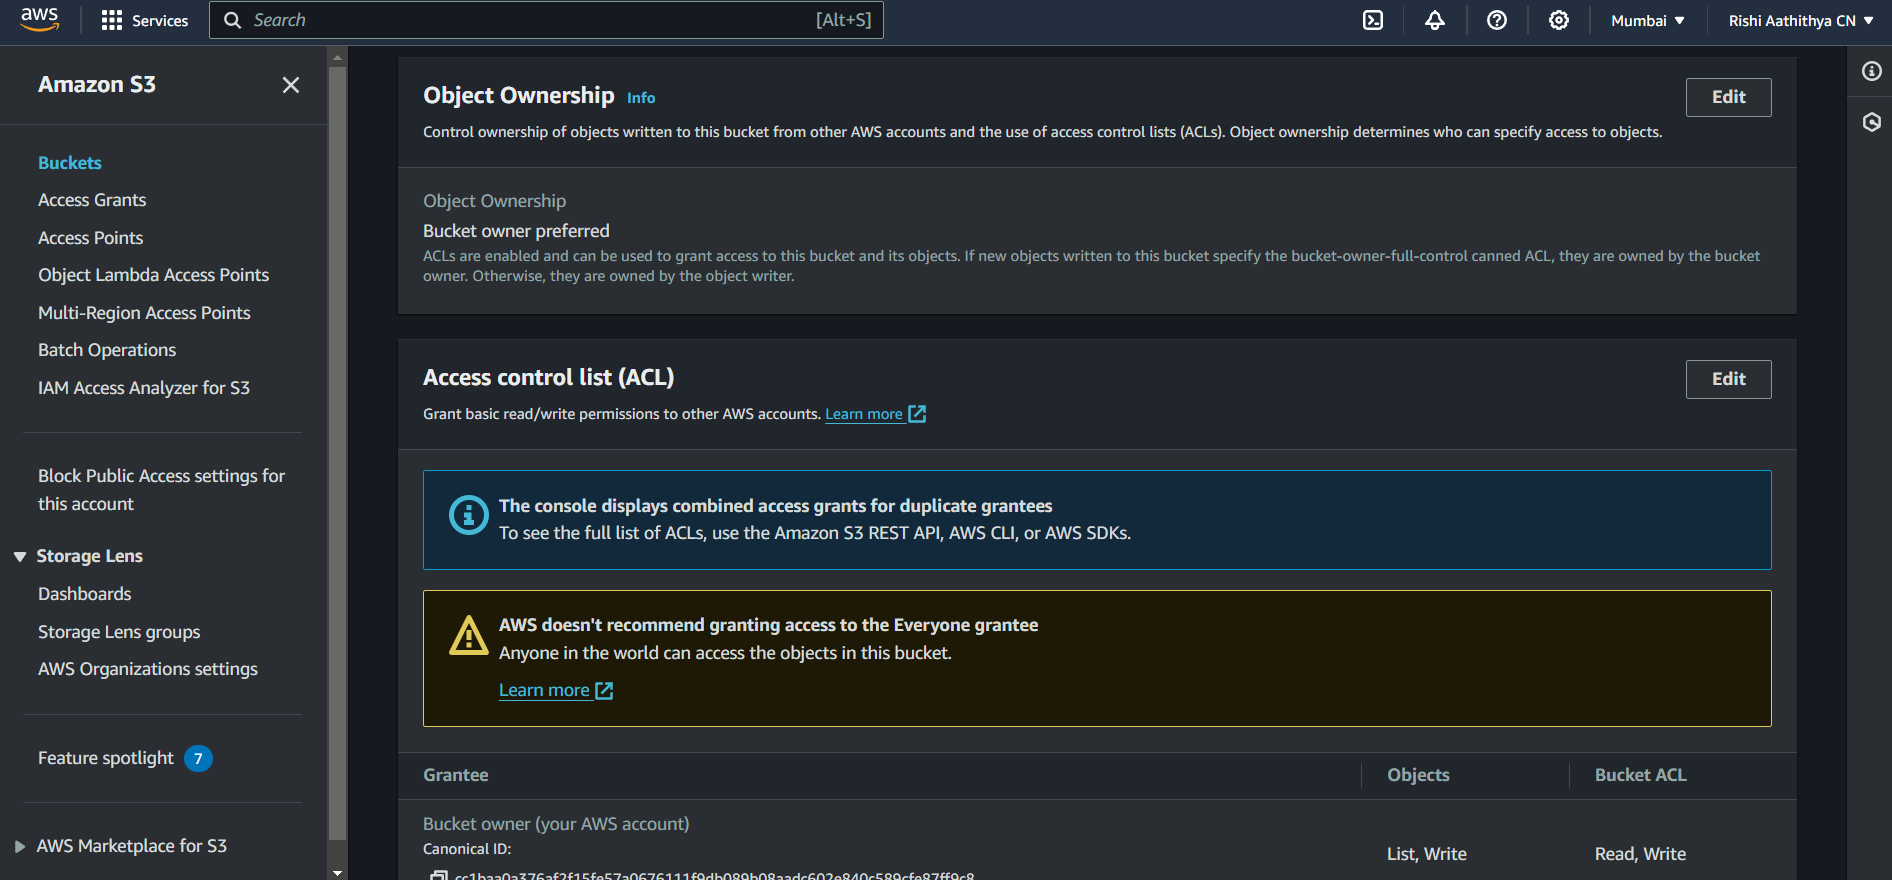 aws
Services
Search
[Alt+S]
Mumbai
Rishi Aathithya CN
Amazon S3
Buckets
Access Grants
Access Points
Object Lambda Access Points
Multi-Region Access Points
Batch Operations
IAM Access Analyzer for S3
Block Public Access settings for
this account
Storage Lens
Dashboards
Storage Lens groups
AWS Organizations settings
Feature spotlight 7
AWS Marketplace for S3
Object Ownership Info
Edit
Control ownership of objects written to this bucket from other AWS accounts and the use of access control lists (ACLs). Object ownership determines who can specify access to objects.
Object Ownership
Bucket owner preferred
ACLs are enabled and can be used to grant access to this bucket and its objects. If new objects written to this bucket specify the bucket-owner-full-control canned ACL, they are owned by the bucket
owner. Otherwise, they are owned by the object writer.
Access control list (ACL)
Edit
Grant basic read/write permissions to other AWS accounts. Learn more
The console displays combined access grants for duplicate grantees
To see the full list of ACLs, use the Amazon S3 REST API, AWS CLI, or AWS SDKs.
AWS doesn't recommend granting access to the Everyone grantee
Anyone in the world can access the objects in this bucket.
Learn more
Grantee
Objects
Bucket ACL
Bucket owner (your AWS account)
Canonical ID:
List, Write
Read, Write